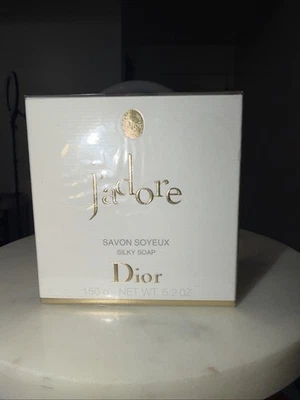 j'adore
SAVON SOYEUX
SILKY SOAP
Dior
150 g - NET WT. 5.2 OZ